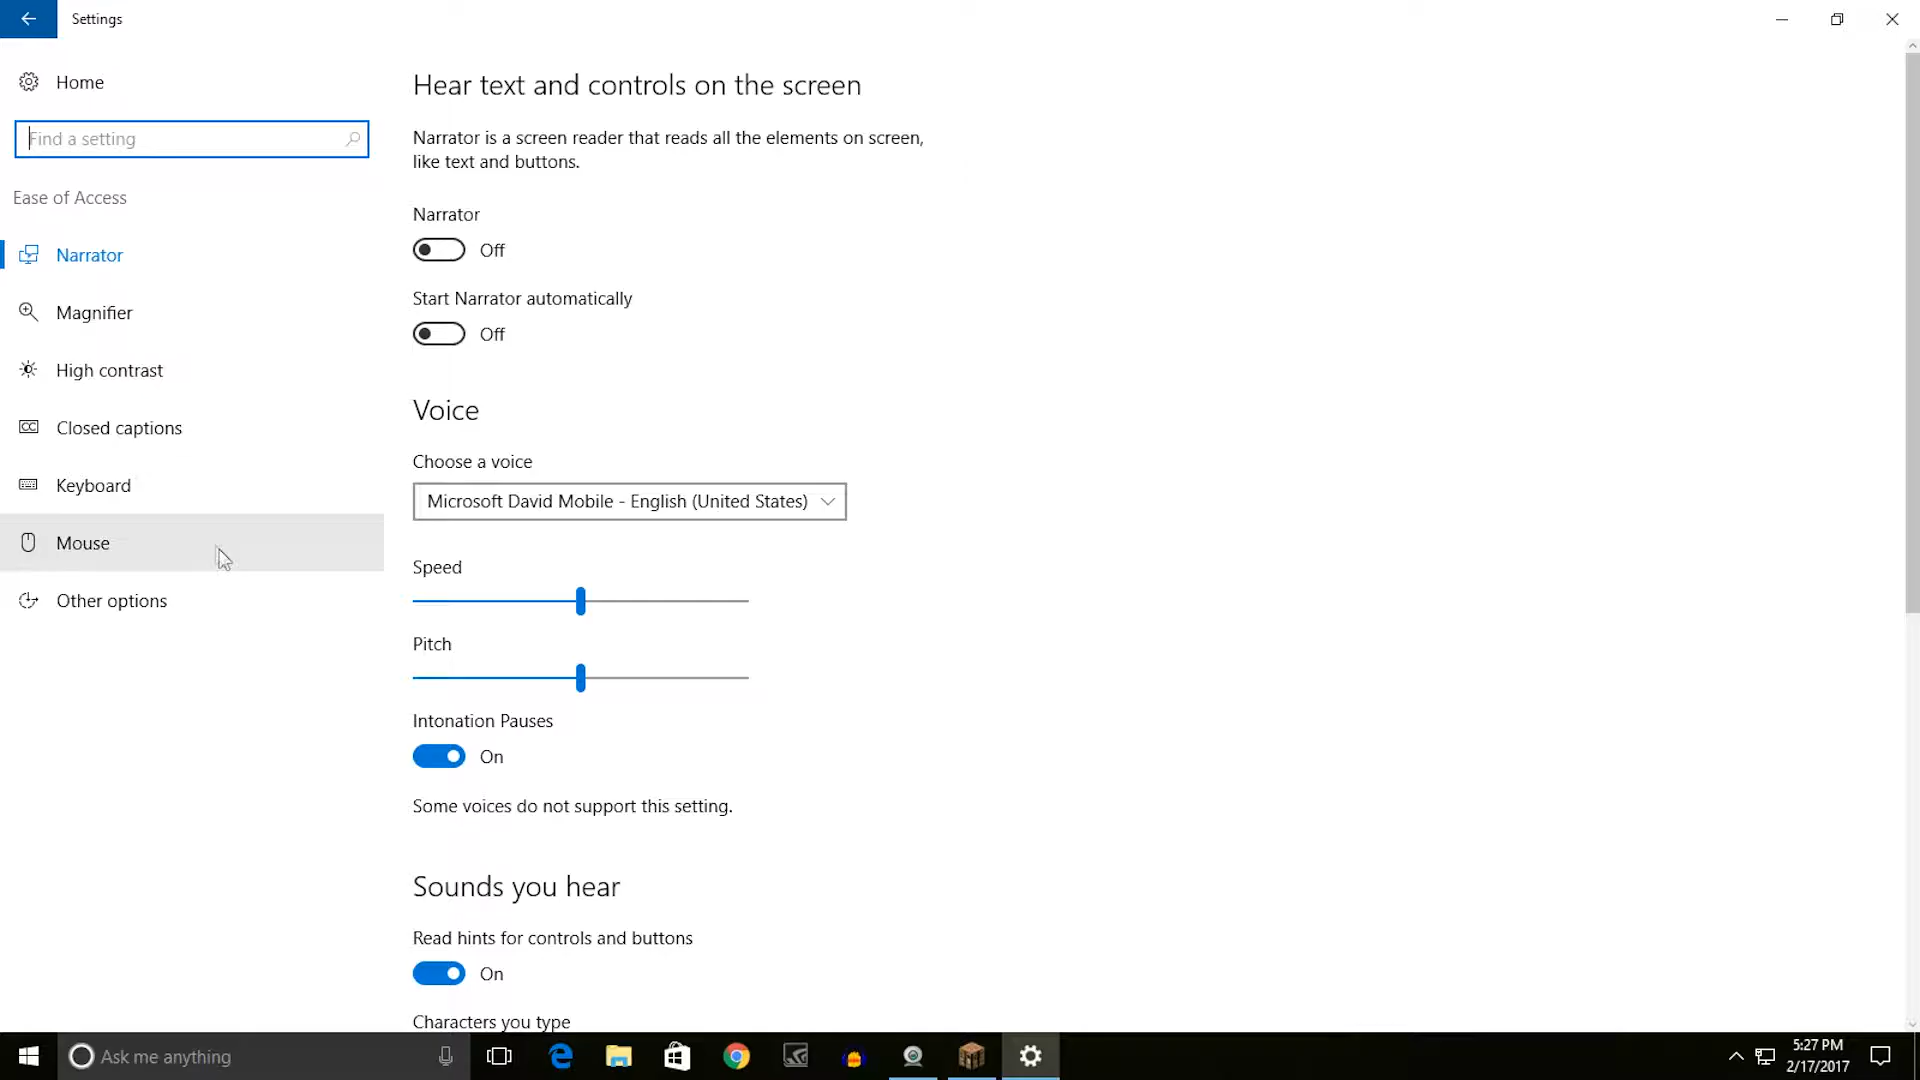 Settings
Home
Find a setting
Ease of Access
Narrator
Magnifier
High contrast
Closed captions
Keyboard
Mouse
Other options
Hear text and controls on the screen
Narrator is a screen reader that reads all the elements on screen,
like text and buttons.
Narrator
Off
Start Narrator automatically
Off
Voice
Choose a voice
Microsoft David Mobile - English (United States)
Speed
Pitch
Intonation Pauses
On
Some voices do not support this setting.
Sounds you hear
Read hints for controls and buttons
On
Characters you type
Ask me anything
5:27 PM
2/17/2017